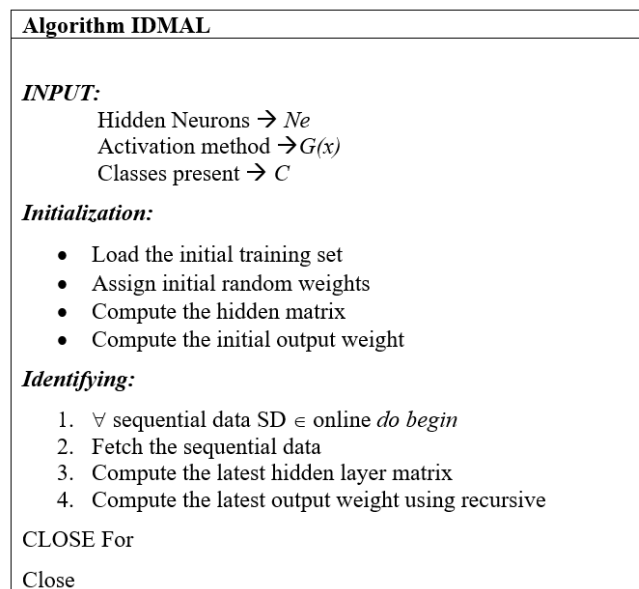 Algorithm IDMAL
INPUT:
Hidden Neurons → Ne
Activation method →G(x)
Classes present → C
Initialization:
• Load the initial training set
• Assign initial random weights
• Compute the hidden matrix
• Compute the initial output weight
Identifying:
1. ∀ sequential data SD ∈ online do begin
2. Fetch the sequential data
3. Compute the latest hidden layer matrix
4. Compute the latest output weight using recursive
CLOSE For
Close